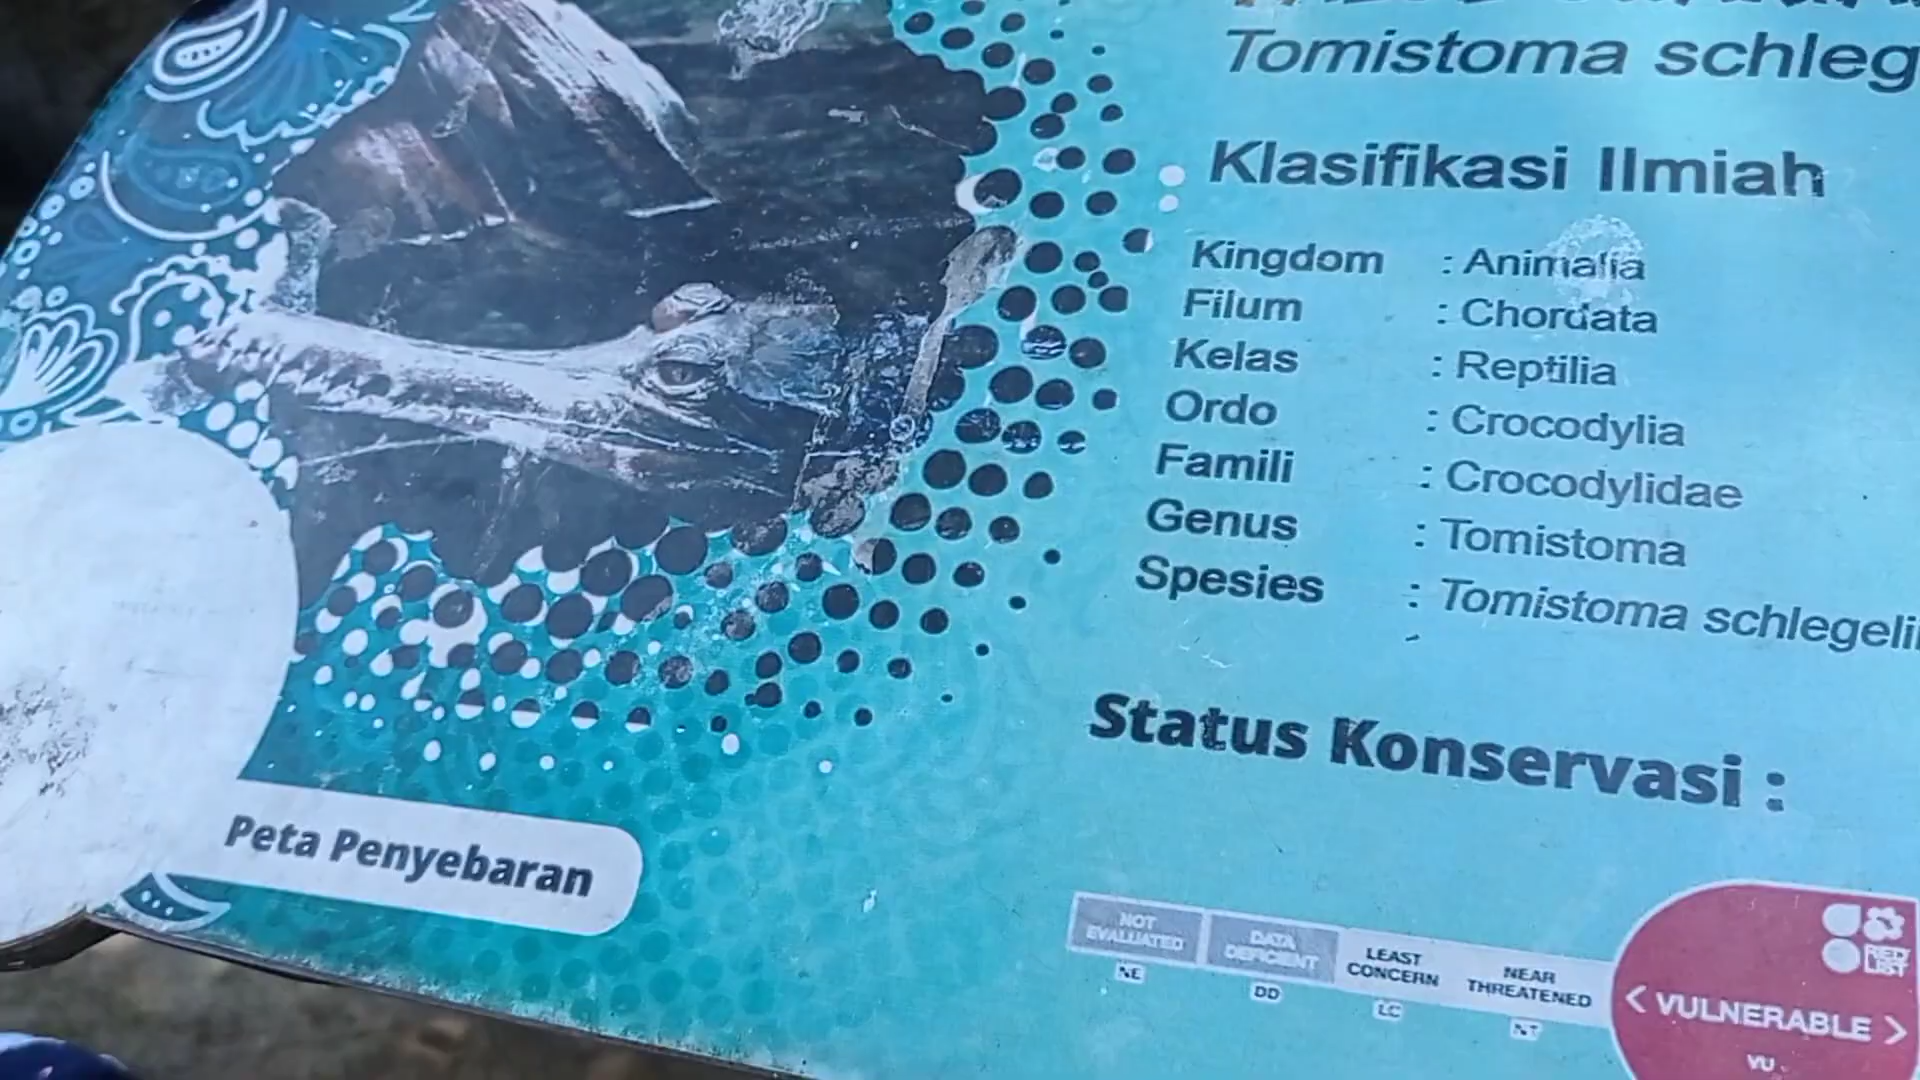 Tomistoma schleg
Klasifikasi Ilmiah
Kingdom : Animalia
Filum : Chordata
Kelas : Reptilia
Ordo : Crocodylia
Famili : Crocodylidae
Genus : Tomistoma
Spesies : Tomistoma schlegelii
Status Konservasi :
Peta Penyebaran
NOT
EVALUATED
NE
DATA
DEFICIENT
DD
LEAST
CONCERN
LC
NEAR
THREATENED
NT
RED
LIST
< VULNERABLE >
VU